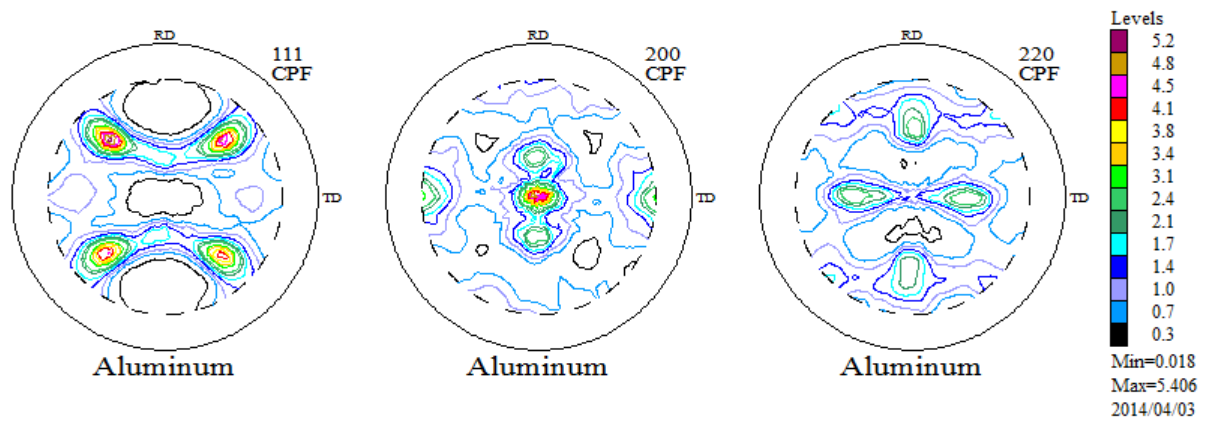 RD
111
CPF
TD
Aluminum
RD
200
CPF
TD
Aluminum
RD
220
CPF
TD
Aluminum
Levels
5.2
4.8
4.5
4.1
3.8
3.4
3.1
2.4
2.1
1.7
1.4
1.0
0.7
0.3
Min=0.018
Max=5.406
2014/04/03